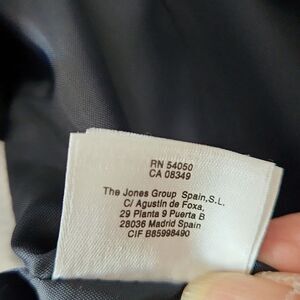 RN 54050
CA 08349
The Jones Group Spain,S.L.
C/ Agustin de Foxa,
29 Planta 9 Puerta B
28036 Madrid Spain
CIF B85998490